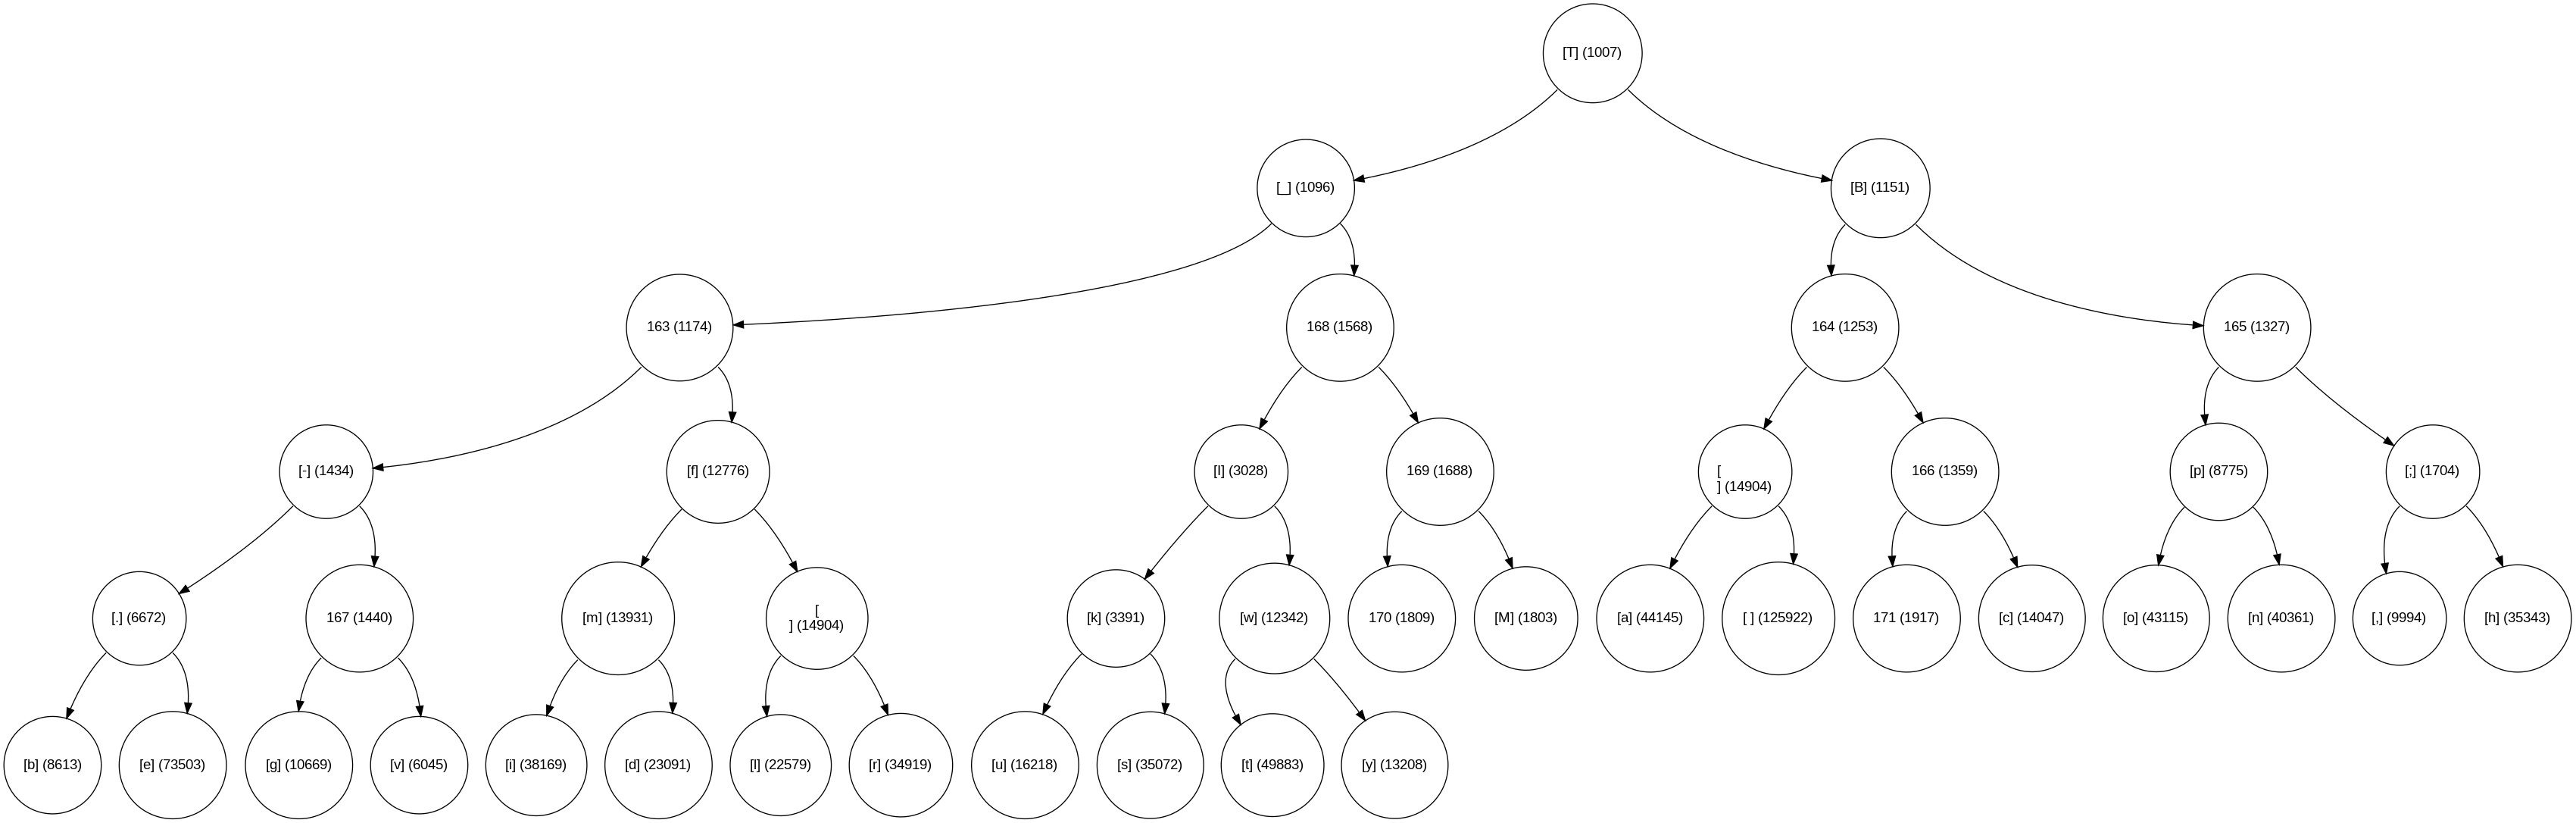 [T] (1007)
[_] (1096)
[B] (1151)
163 (1174)
168 (1568)
164 (1253)
165 (1327)
[-] (1434)
[f] (12776)
[I] (3028)
169 (1688)
[
] (14904)
166 (1359)
[p] (8775)
[;] (1704)
[.] (6672)
167 (1440)
[m] (13931)
[
] (14904)
[k] (3391)
[w] (12342)
170 (1809)
[M] (1803)
[a] (44145)
[ ] (125922)
171 (1917)
[c] (14047)
[o] (43115)
[n] (40361)
[,] (9994)
[h] (35343)
[b] (8613)
[e] (73503)
[g] (10669)
[v] (6045)
[i] (38169)
[d] (23091)
[l] (22579)
[r] (34919)
[u] (16218)
[s] (35072)
[t] (49883)
[y] (13208)